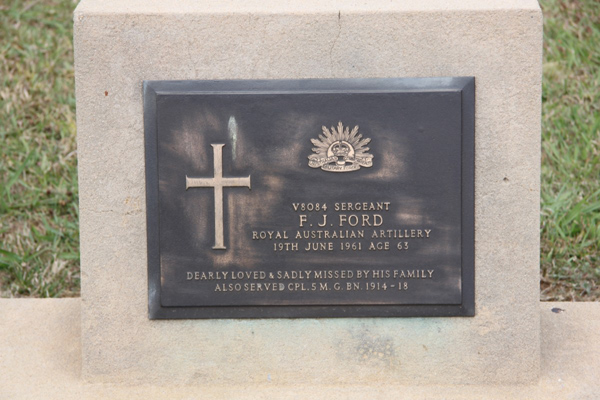 V8084 SERGEANT
F. J. FORD
ROYAL AUSTRALIAN ARTILLERY
19TH JUNE 1961 AGE 63
DEARLY LOVED & SADLY MISSED BY HIS FAMILY
ALSO SERVED CPL. 5 M. G. BN. 1914 - 18